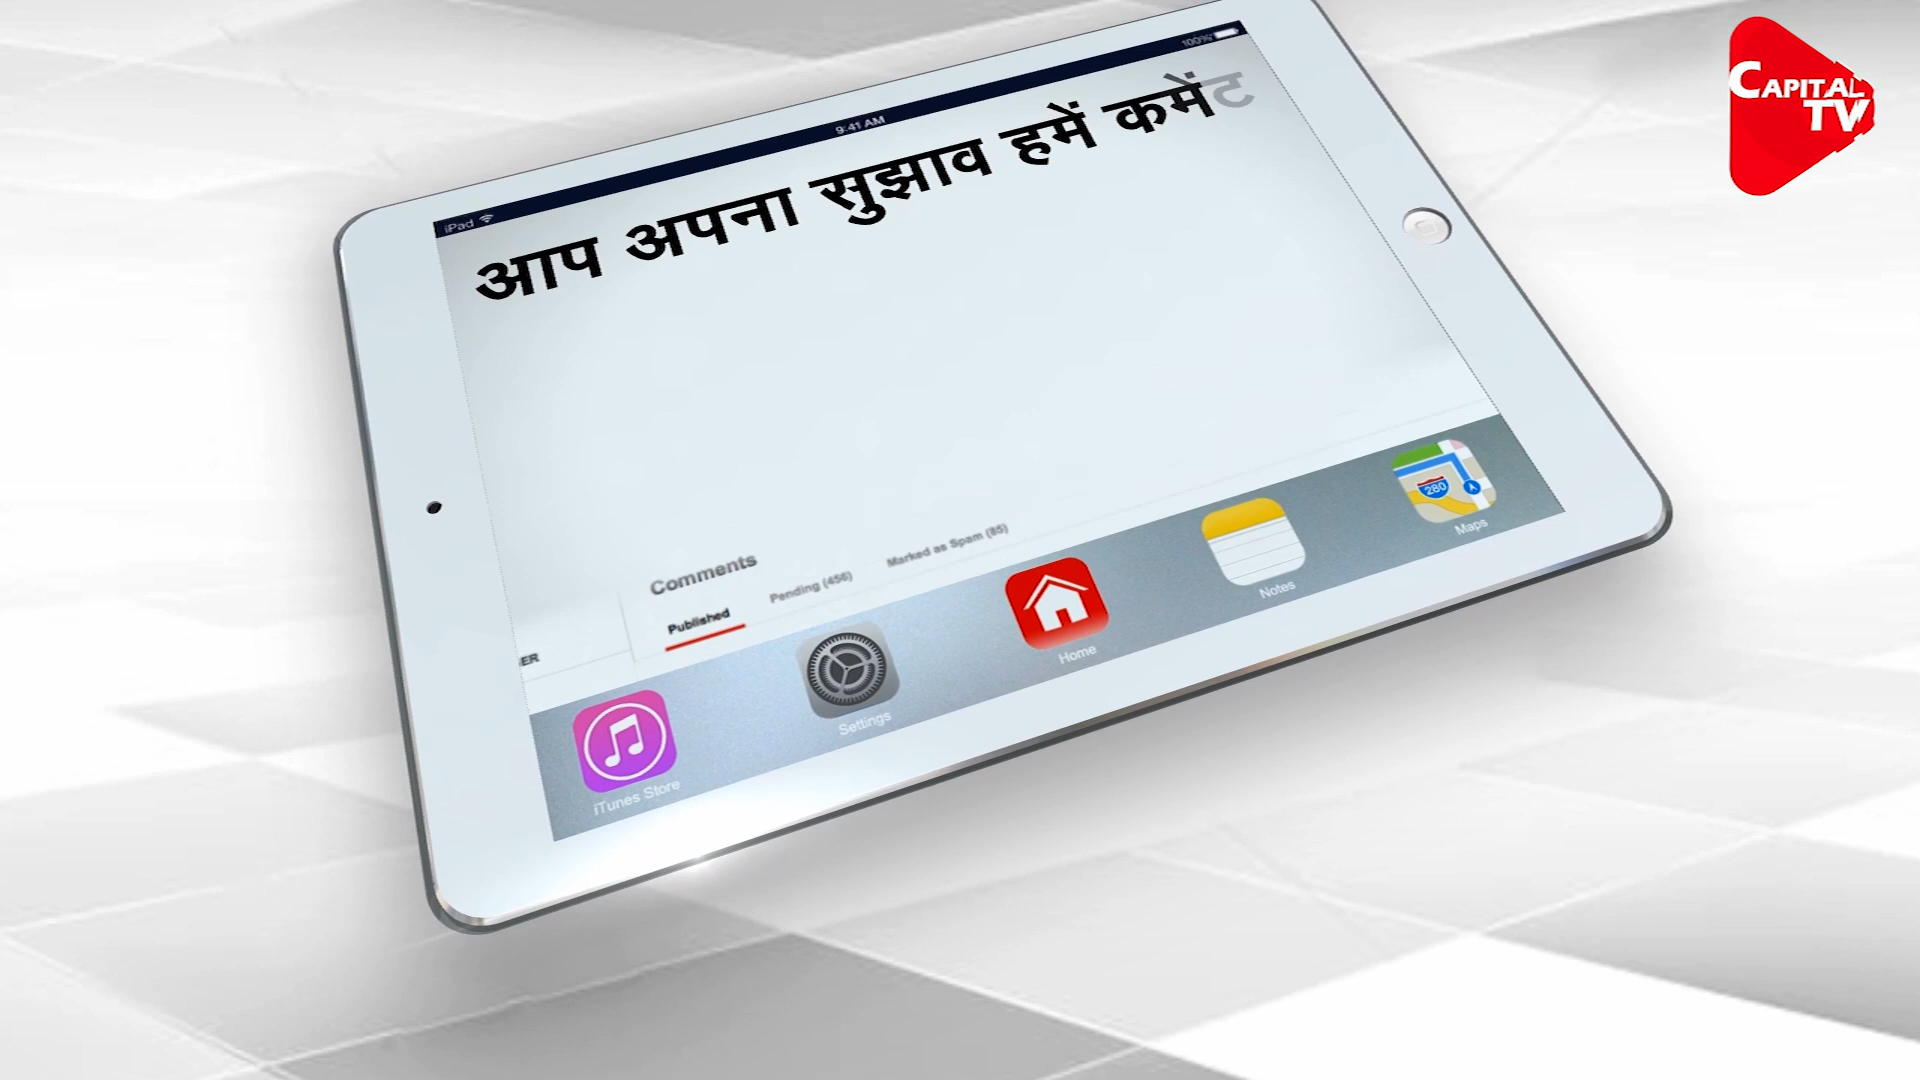 CAPITAL
TV
iPad
9:41 AM
100%
आप अपना सुझाव हमें कमेंट
Comments
Published
Pending (456)
Marked as Spam (85)
ER
iTunes Store
Settings
Home
Notes
280
Maps